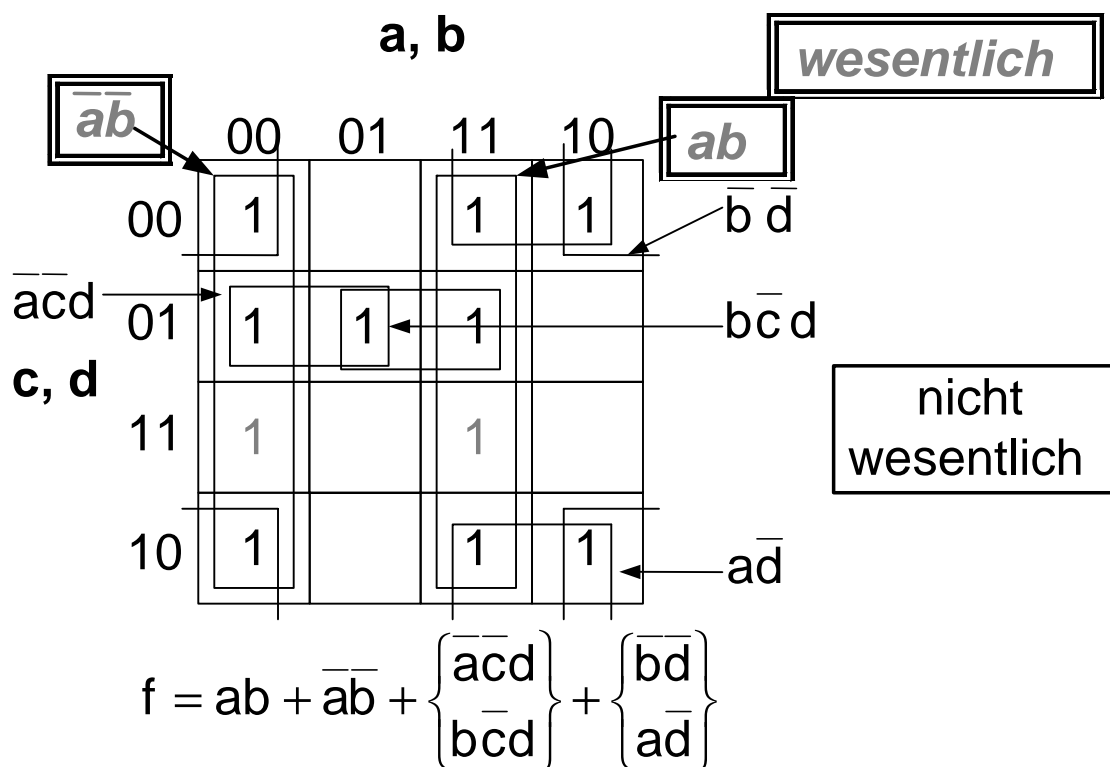 a, b
wesentlich
a̅b̅
ab
00 01 11 10
00 1 1 1
b̅ d̅
a̅c̅d
01 1 1 1
bc̅ d
c, d
11 1 1
nicht
wesentlich
10 1 1 1
ad̅
f = ab + a̅b̅ + {a̅c̅d bc̅d} + {b̅d̅ ad̅}